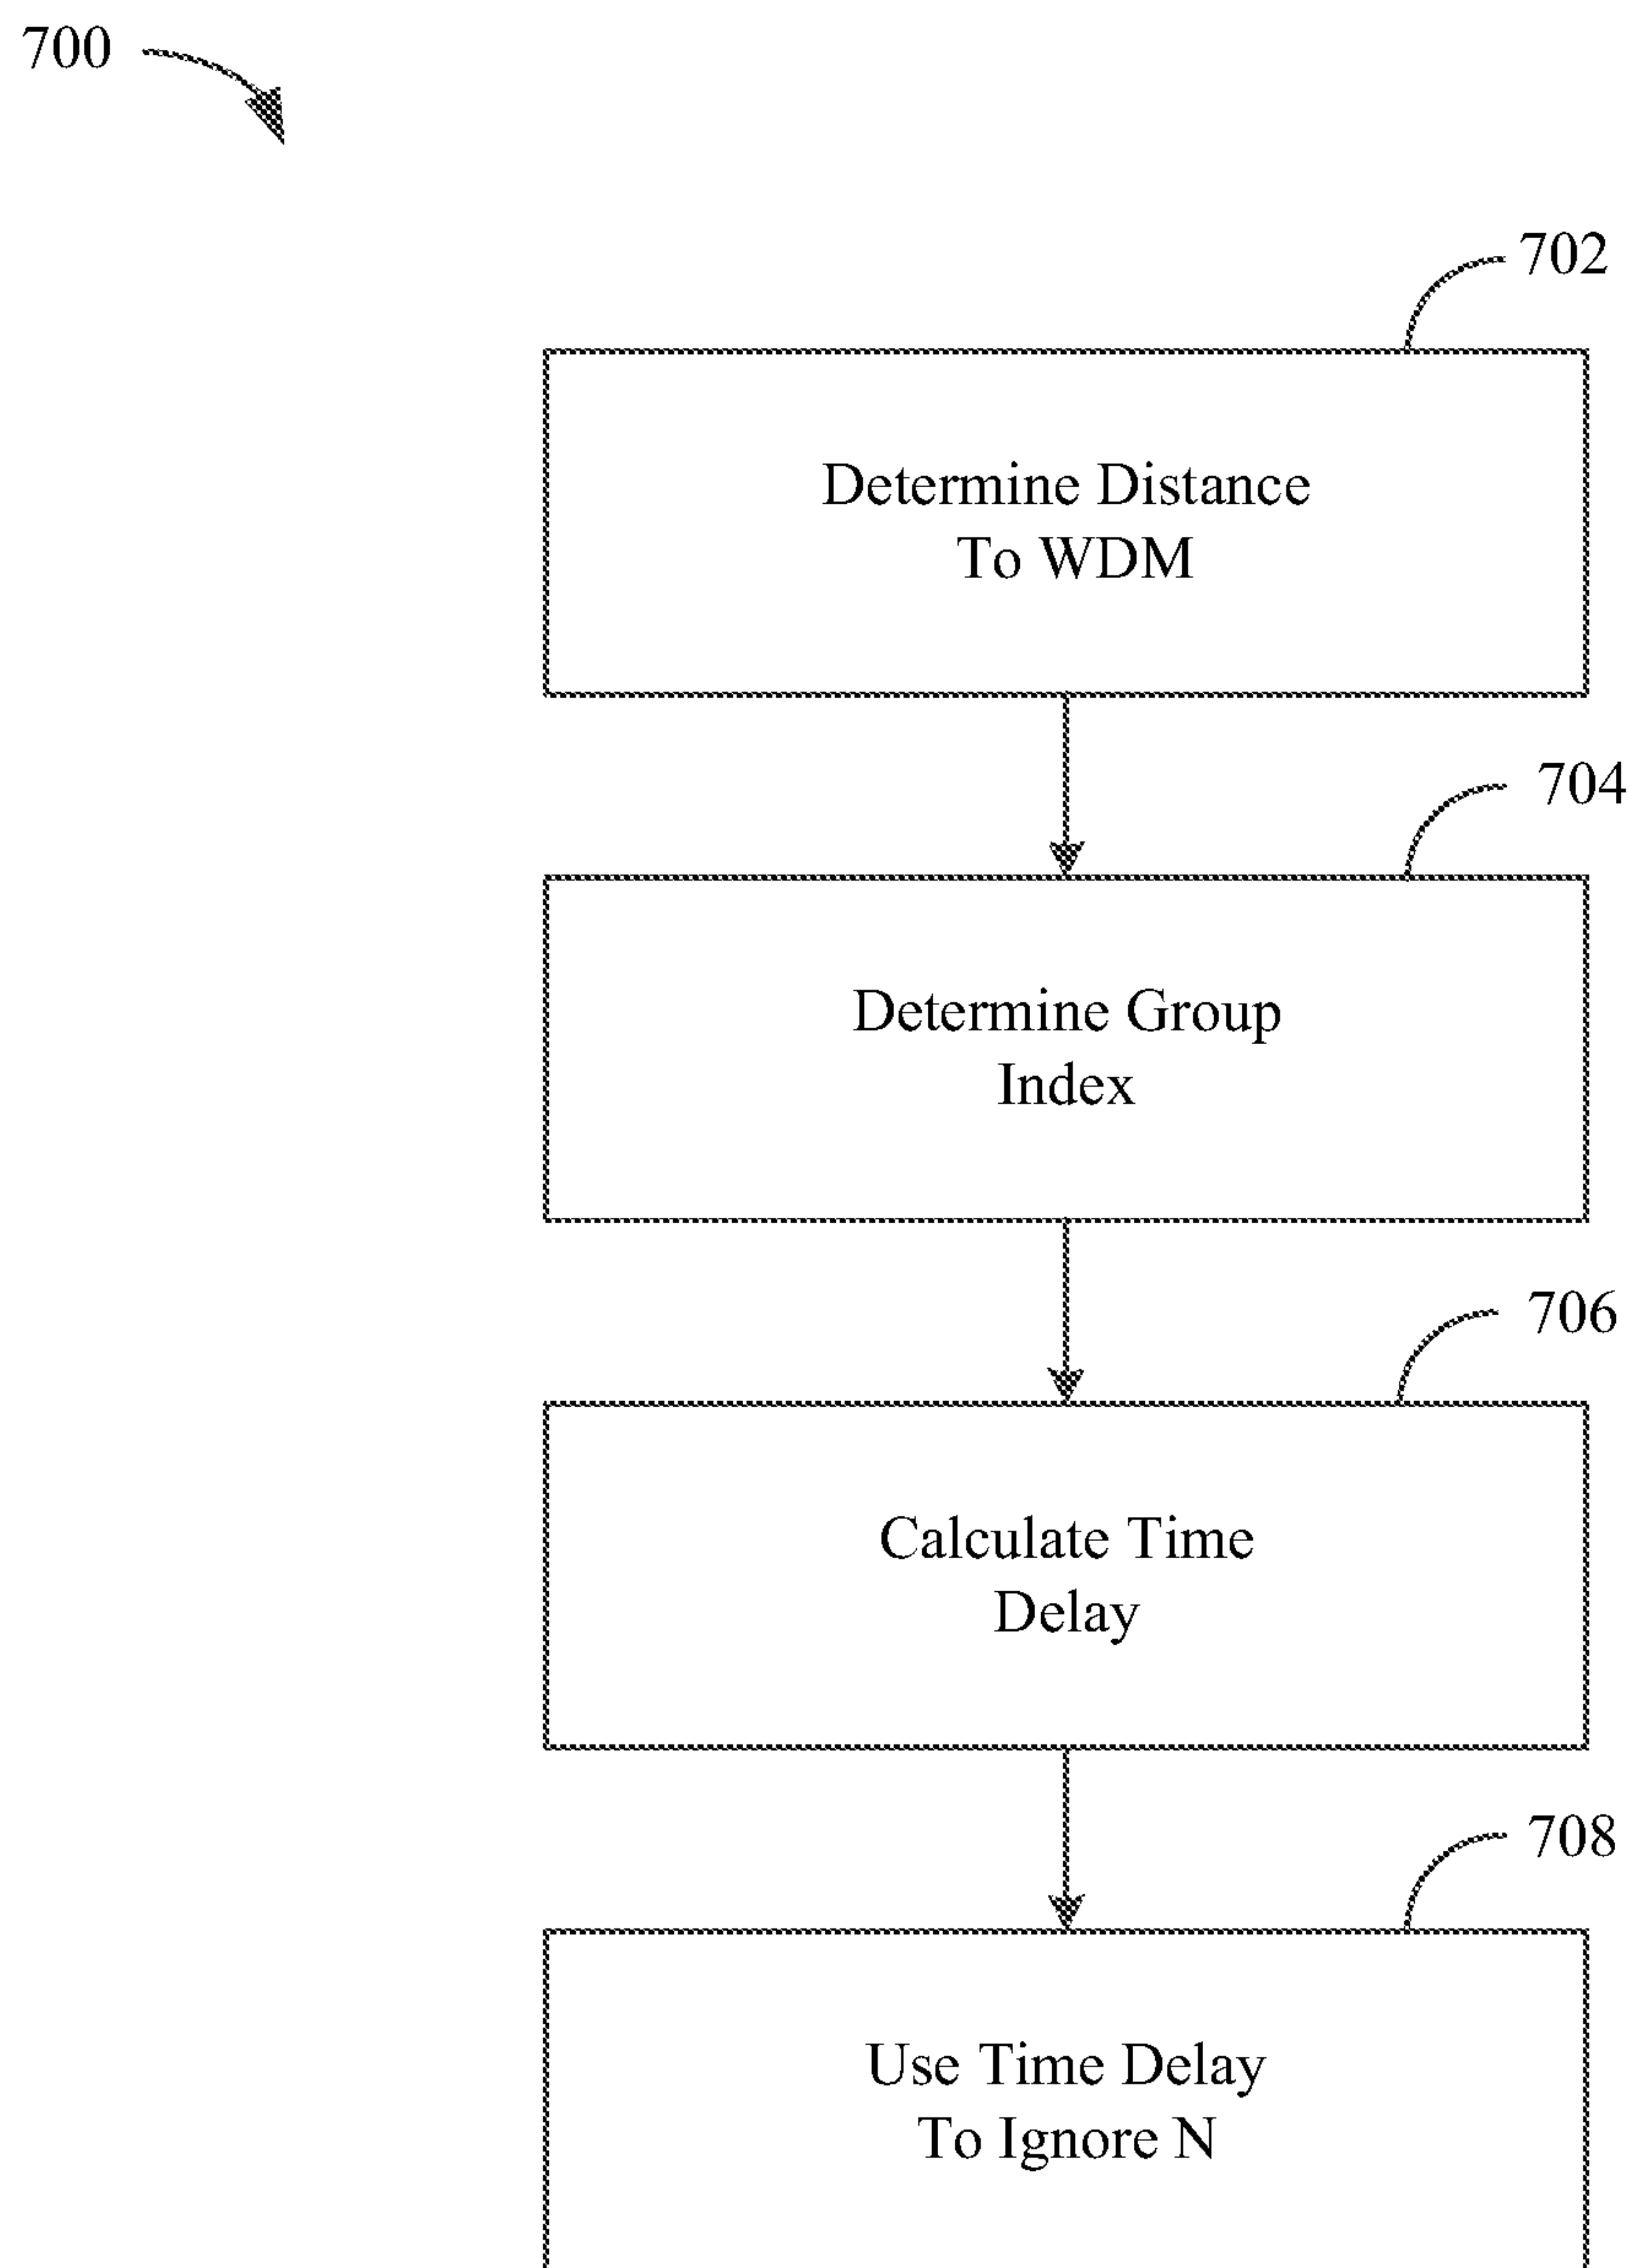 700
702
Determine Distance
To WDM
704
Determine Group
Index
706
Calculate Time
Delay
708
Use Time Delay
To Ignore N